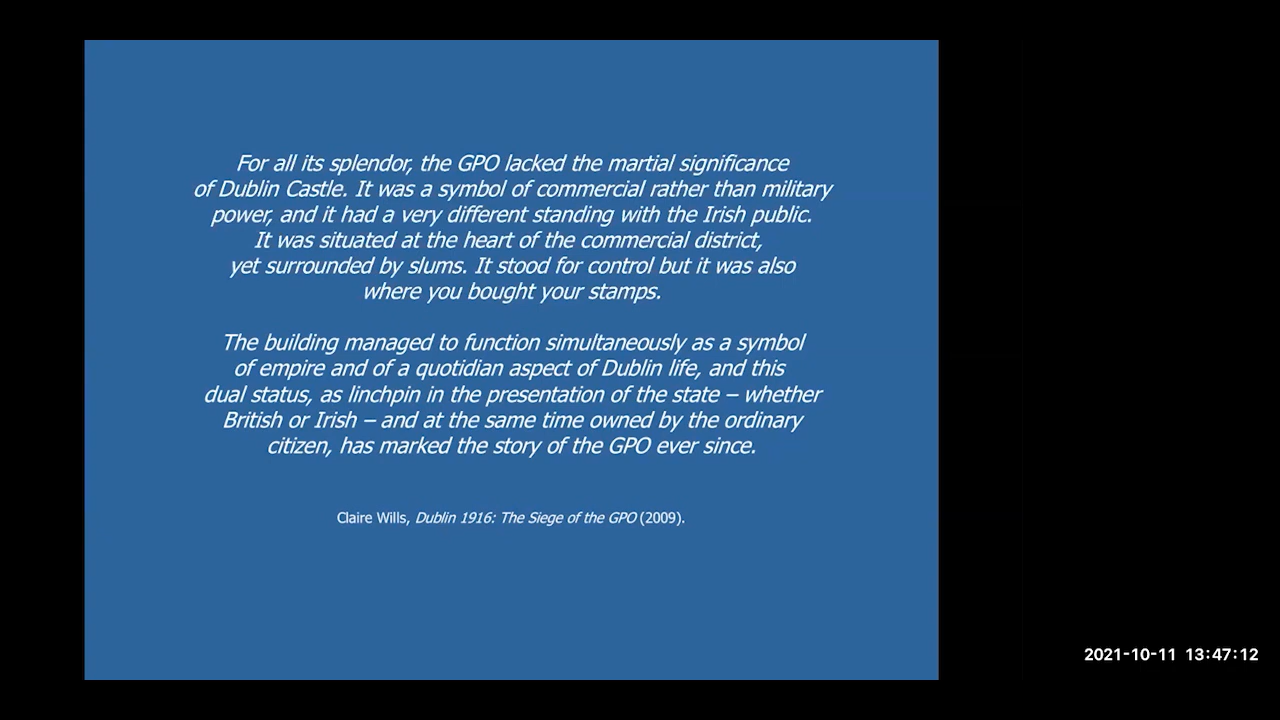 For all its splendor, the GPO lacked the martial significance
of Dublin Castle. It was a symbol of commercial rather than military
power, and it had a very different standing with the Irish public.
It was situated at the heart of the commercial district,
yet surrounded by slums. It stood for control but it was also
where you bought your stamps.
The building managed to function simultaneously as a symbol
of empire and of a quotidian aspect of Dublin life, and this
dual status, as linchpin in the presentation of the state – whether
British or Irish – and at the same time owned by the ordinary
citizen, has marked the story of the GPO ever since.
Claire Wills, Dublin 1916: The Siege of the GPO (2009).
2021-10-11 13:47:12